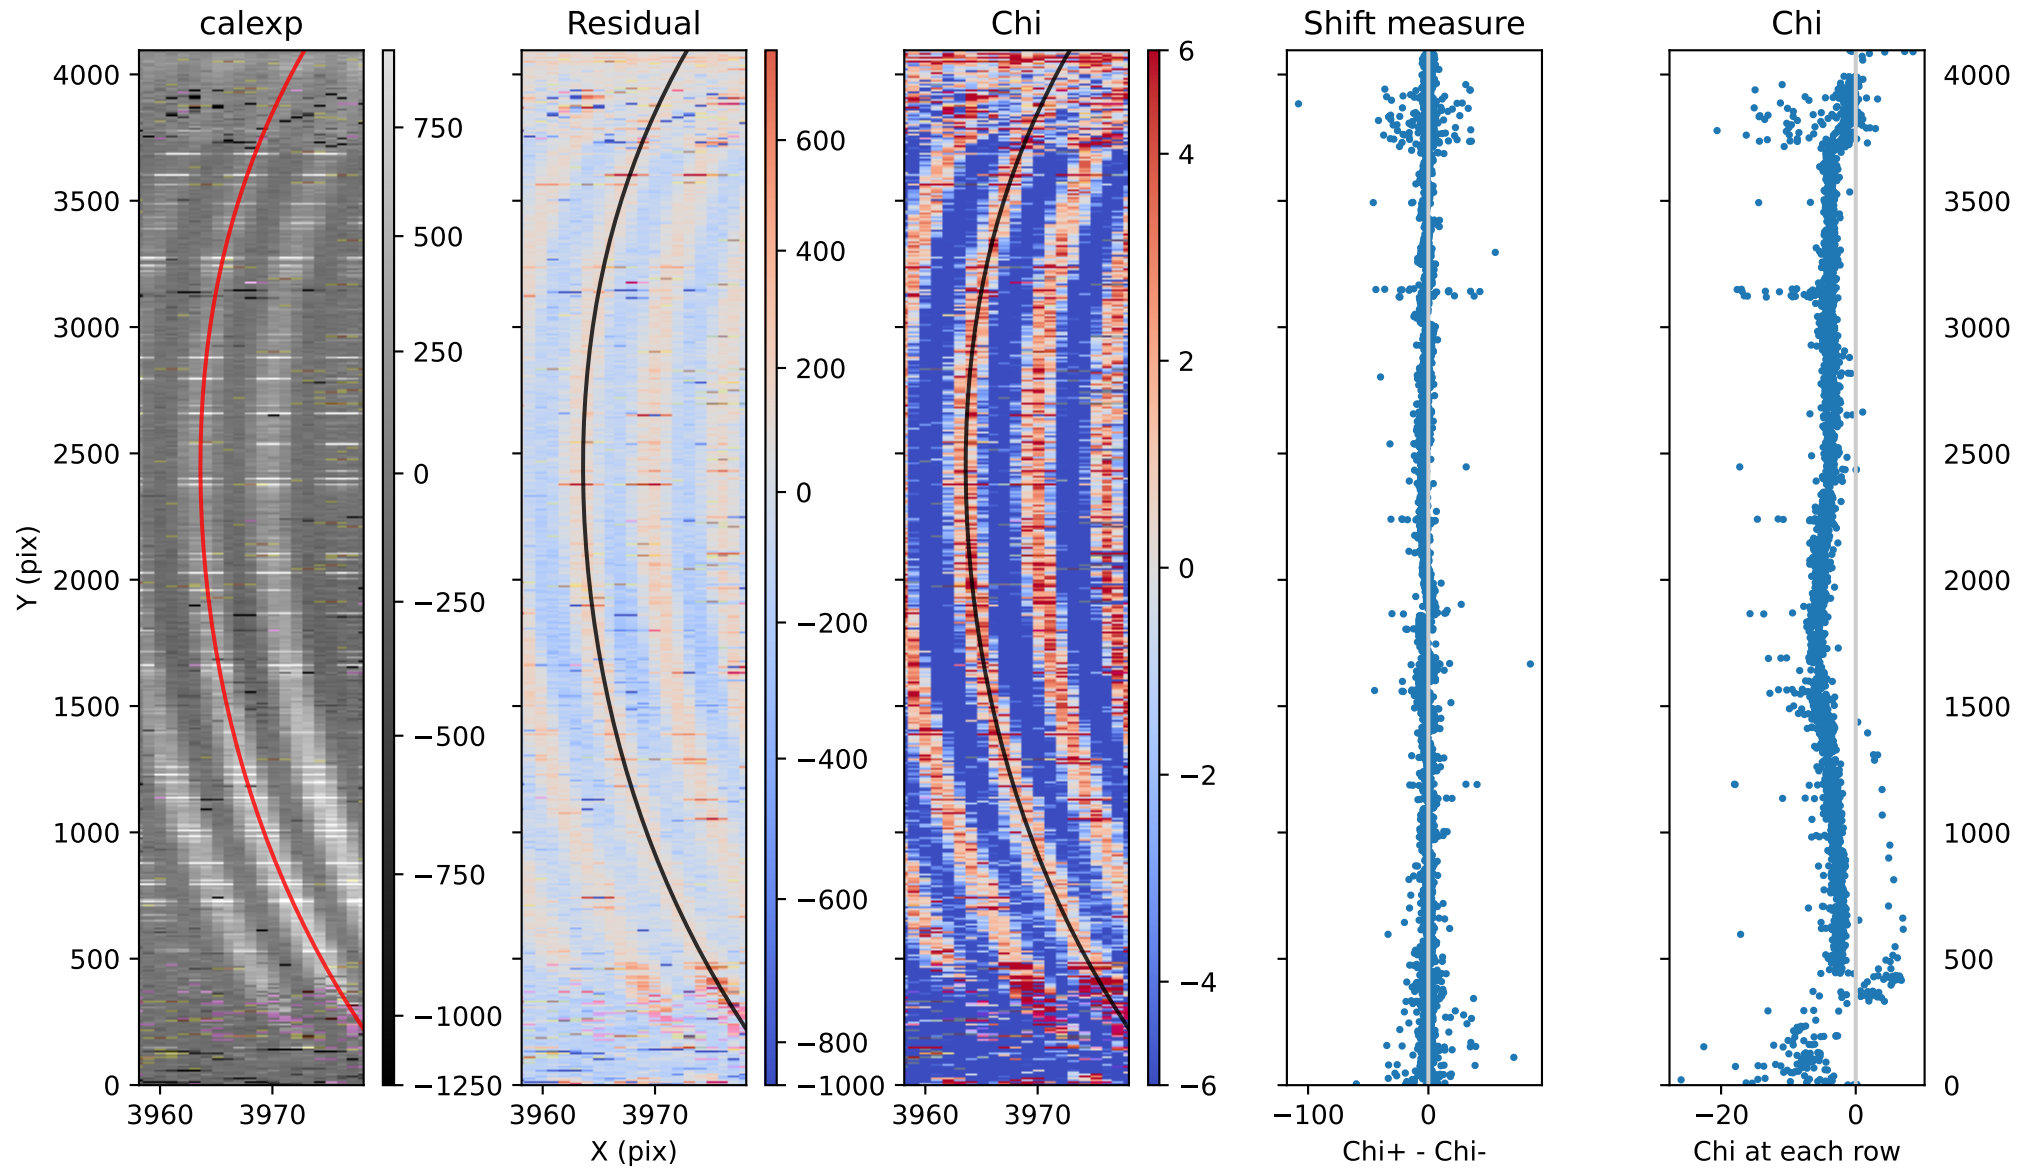 calexp Residual Chi Shift measure Chi
4000 750 600 6 4000
3500 500 400 4 3500
3000 250 200 2 3000
2500 0 0 0 2500
2000 −250 −200 −2 2000
1500 −500 −400 −4 1500
1000 −750 −600 −6 1000
500 −1000 −800 500
0 −1250 −1000 0
Y (pix)
3960 3970 3960 3970 3960 3970 −100 0 −20 0
X (pix) Chi+ - Chi- Chi at each row